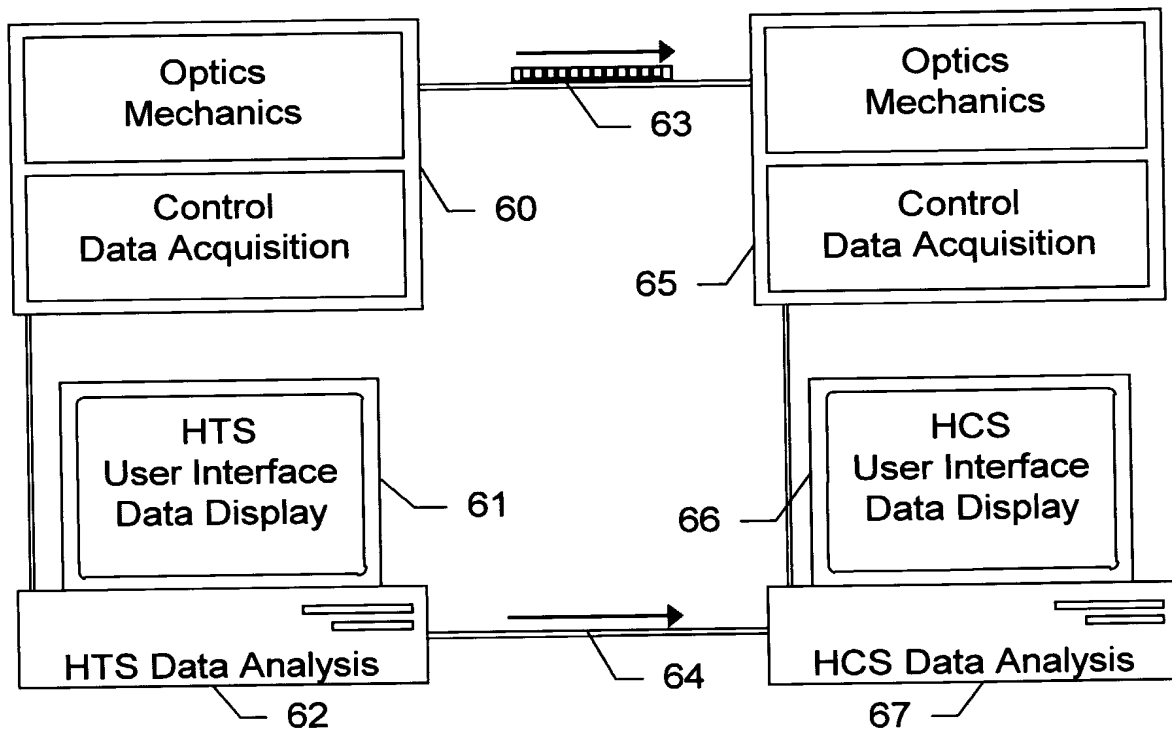 Optics
Mechanics
Control
Data Acquisition
60
63
Optics
Mechanics
Control
Data Acquisition
65
HTS
User Interface
Data Display
61
HTS Data Analysis
62
64
HCS
User Interface
Data Display
66
HCS Data Analysis
67